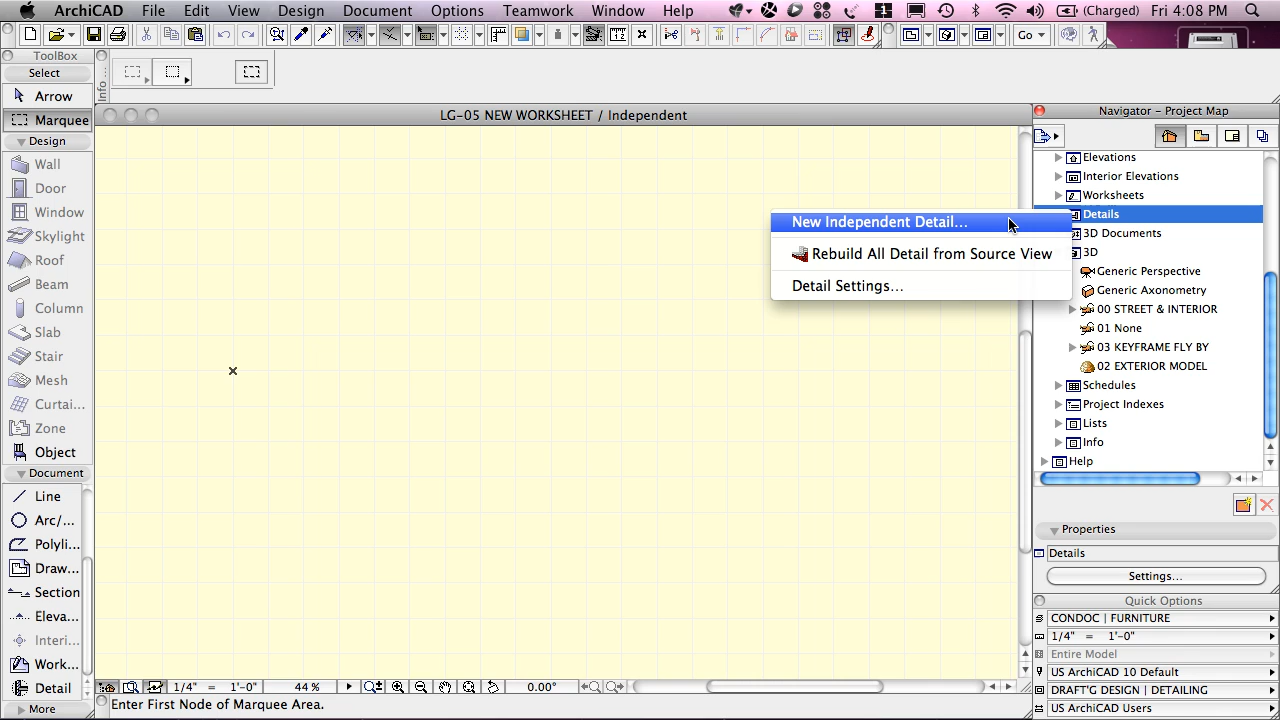 ArchiCAD File Edit View Design Document Options Teamwork Window Help 1 (Charged) Fri 4:08 PM
Go
ToolBox
Select
Arrow
Marquee
Design
Wall
Door
Window
Skylight
Roof
Beam
Column
Slab
Stair
Mesh
Curtai...
Zone
Object
Document
Line
Arc/...
Polyli...
Draw...
Section
Eleva...
Interi...
Work...
Detail
More
Info
LG-05 NEW WORKSHEET / Independent
New Independent Detail...
Rebuild All Detail from Source View
Detail Settings...
1/4" = 1'-0" 44% 0.00°
Enter First Node of Marquee Area.
Navigator - Project Map
Elevations
Interior Elevations
Worksheets
Details
3D Documents
3D
Generic Perspective
Generic Axonometry
00 STREET & INTERIOR
01 None
03 KEYFRAME FLY BY
02 EXTERIOR MODEL
Schedules
Project Indexes
Lists
Info
Help
Properties
Details
Settings...
Quick Options
CONDOC | FURNITURE
1/4" = 1'-0"
Entire Model
US ArchiCAD 10 Default
DRAFT'G DESIGN | DETAILING
US ArchiCAD Users